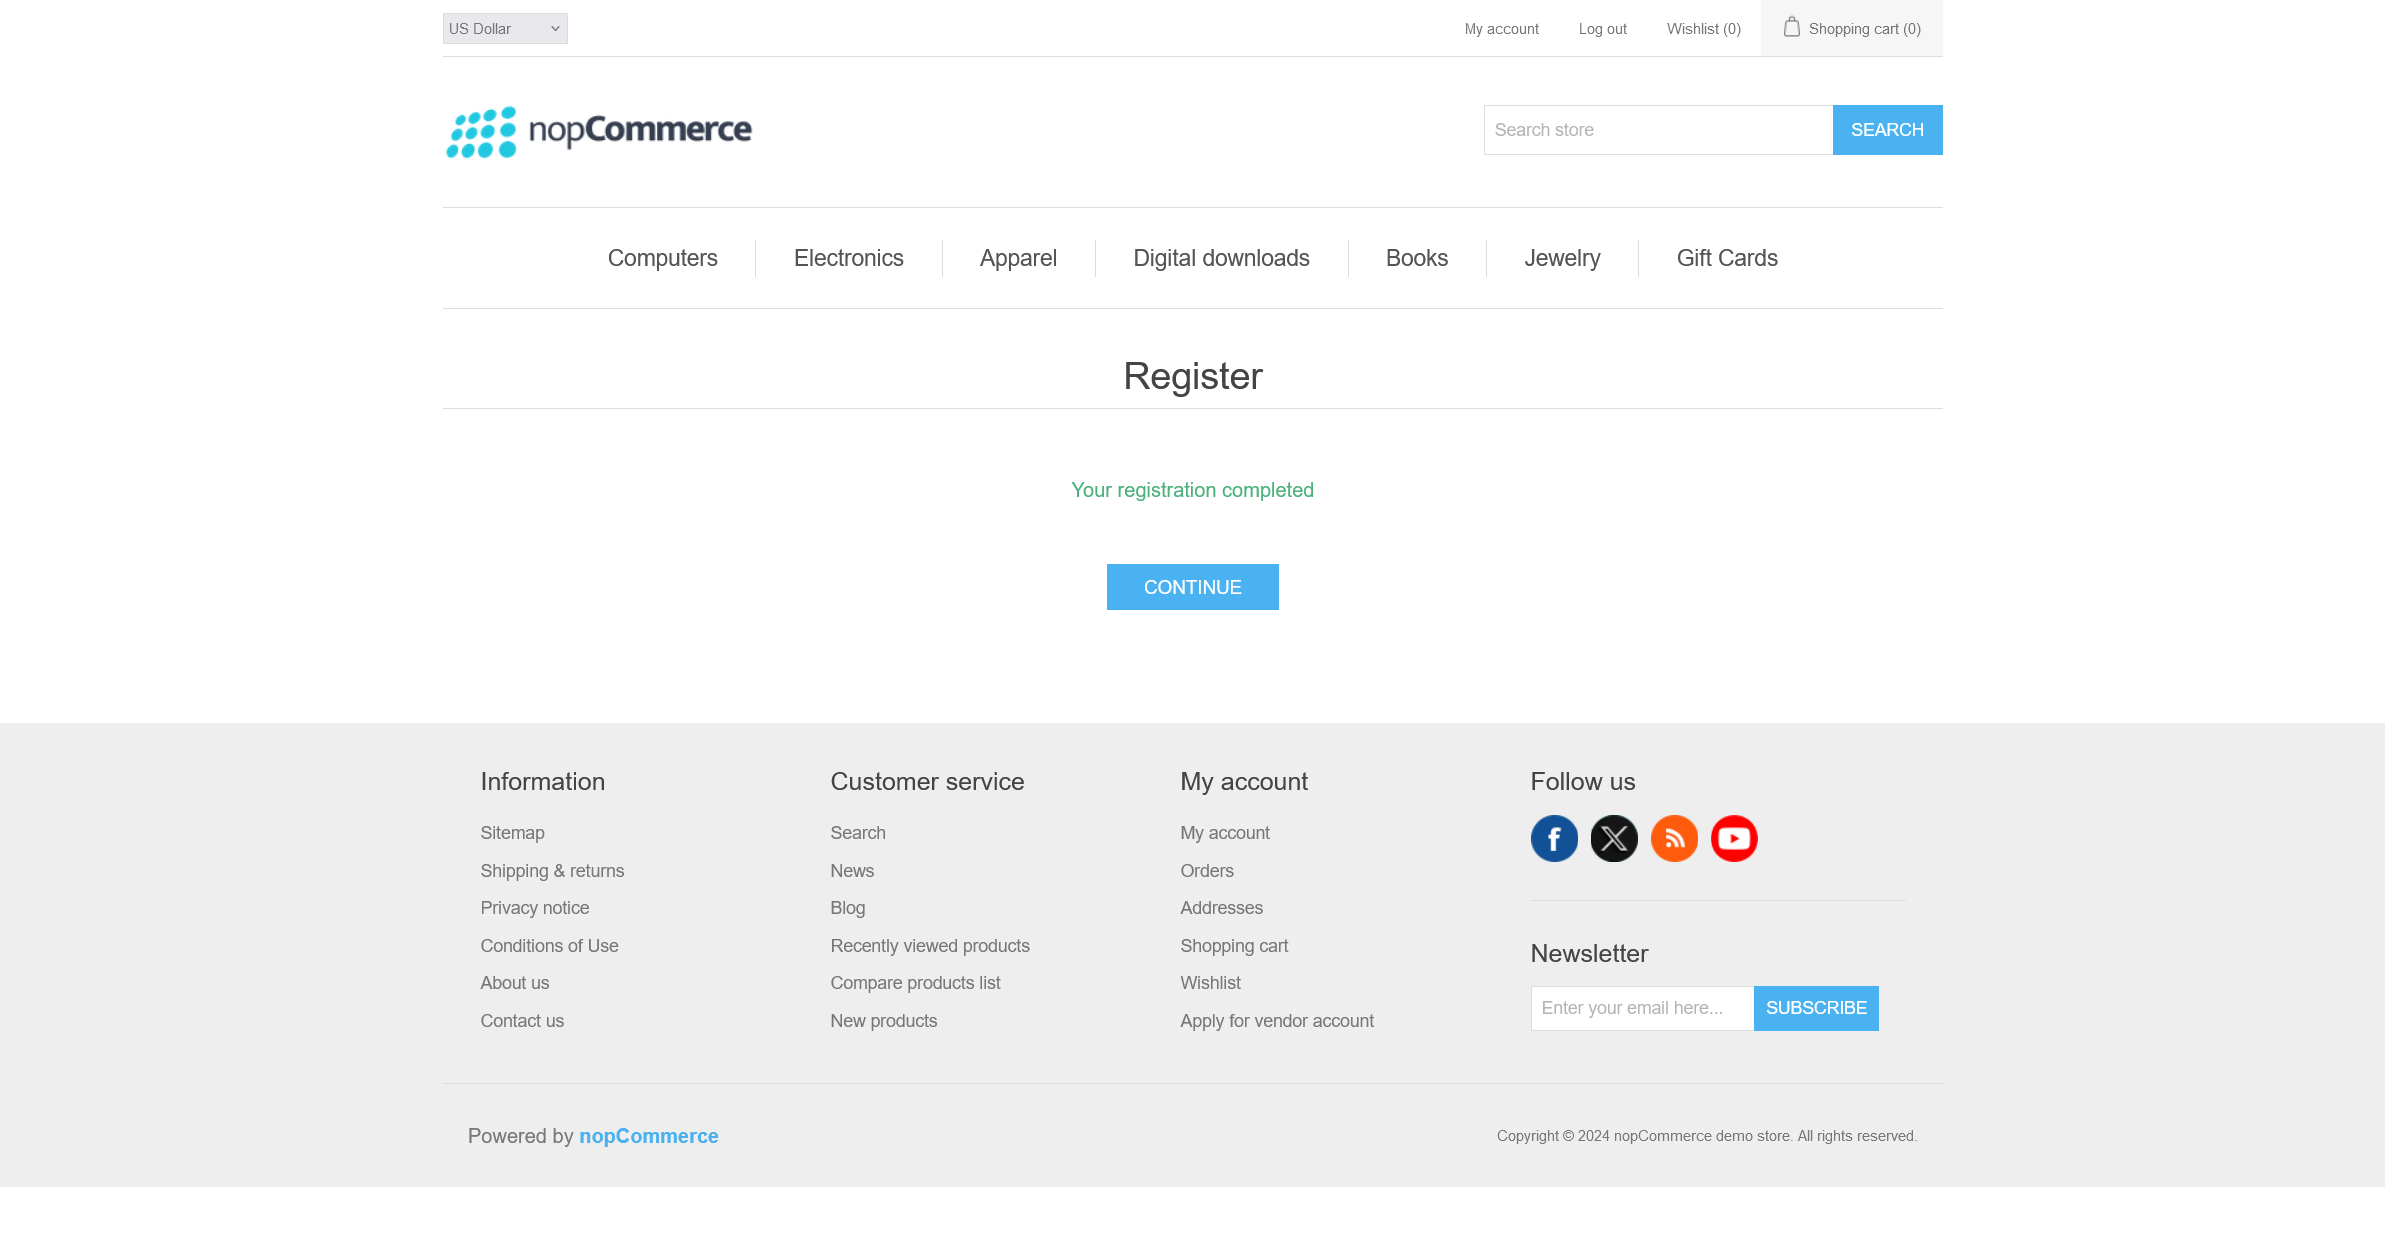 US Dollar
My account
Log out
Wishlist (0)
Shopping cart (0)
nopCommerce
Search store
SEARCH
Computers
Electronics
Apparel
Digital downloads
Books
Jewelry
Gift Cards
Register
Your registration completed
CONTINUE
Information
Sitemap
Shipping & returns
Privacy notice
Conditions of Use
About us
Contact us
Customer service
Search
News
Blog
Recently viewed products
Compare products list
New products
My account
My account
Orders
Addresses
Shopping cart
Wishlist
Apply for vendor account
Follow us
Newsletter
Enter your email here...
SUBSCRIBE
Powered by nopCommerce
Copyright © 2024 nopCommerce demo store. All rights reserved.